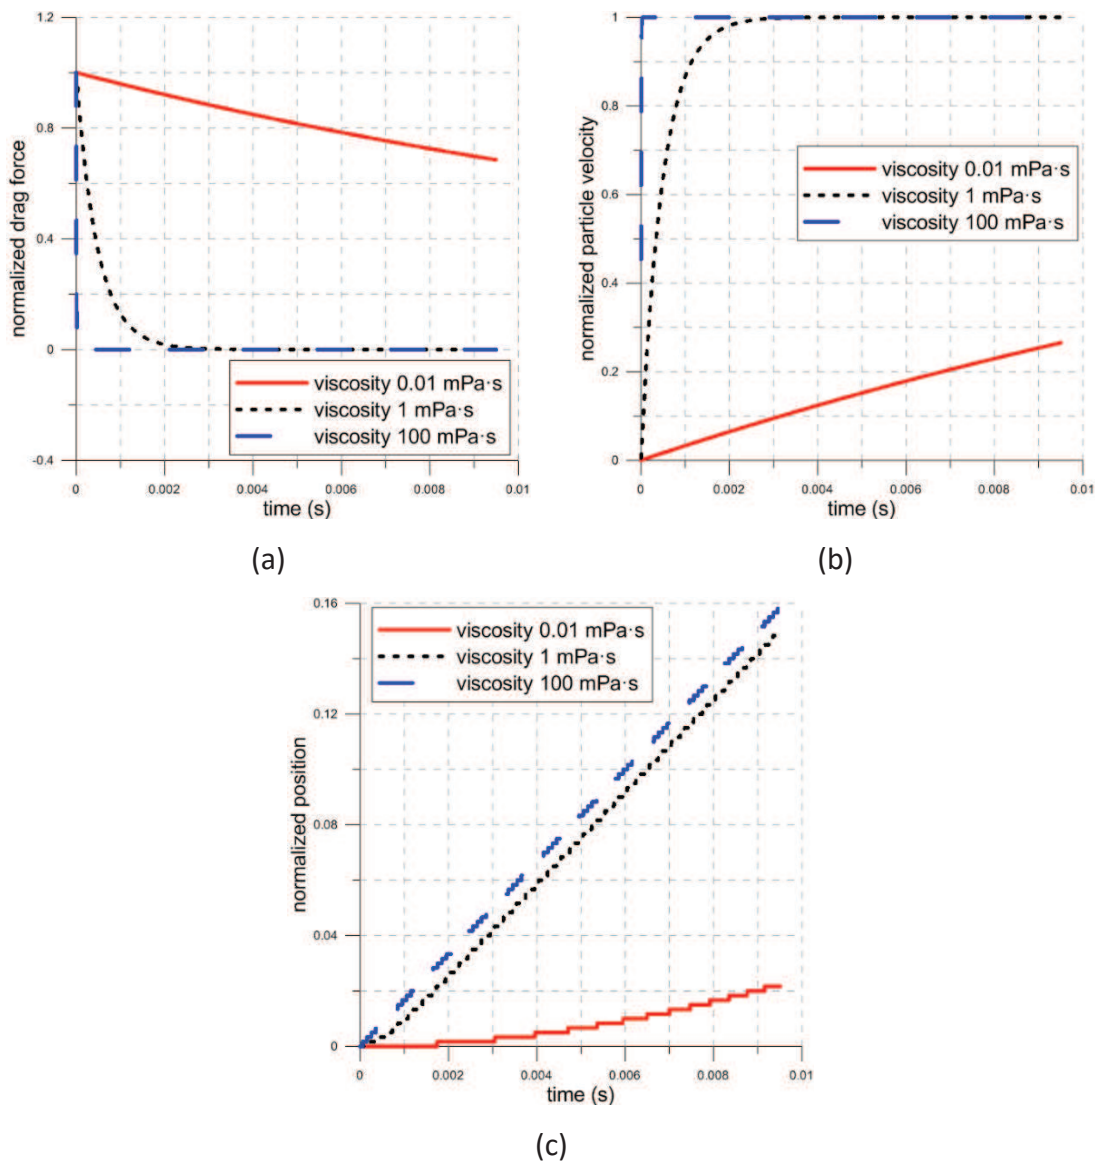 1.2
0.8
0.4
0
-0.4
normalized drag force
0 0.002 0.004 0.006 0.008 0.01
time (s)
viscosity 0.01 mPa·s
viscosity 1 mPa·s
viscosity 100 mPa·s
(a)
1
0.8
0.6
0.4
0.2
0
normalized particle velocity
viscosity 0.01 mPa·s
viscosity 1 mPa·s
viscosity 100 mPa·s
0 0.002 0.004 0.006 0.008 0.01
time (s)
(b)
0.16
0.12
0.08
0.04
0
normalized position
viscosity 0.01 mPa·s
viscosity 1 mPa·s
viscosity 100 mPa·s
0 0.002 0.004 0.006 0.008 0.01
time (s)
(c)